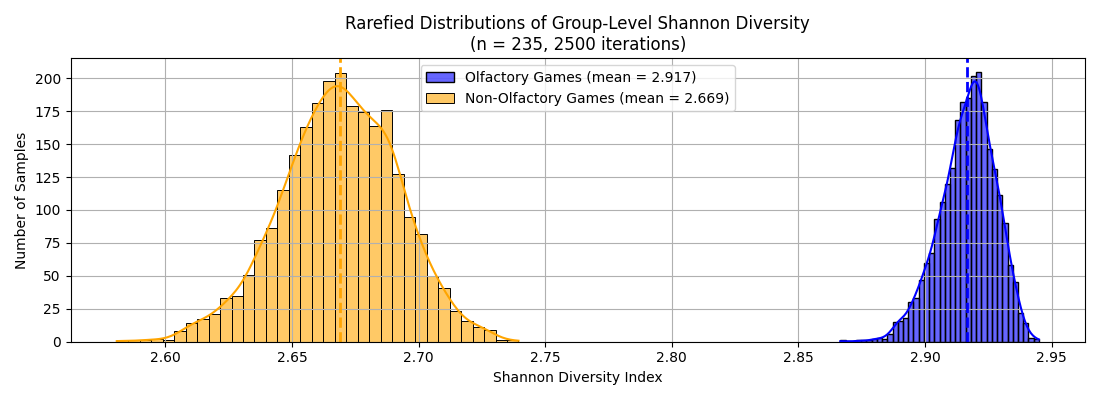 Rarefied Distributions of Group-Level Shannon Diversity
(n = 235, 2500 iterations)
Olfactory Games (mean = 2.917)
Non-Olfactory Games (mean = 2.669)
Number of Samples
200
175
150
125
100
75
50
25
0
2.60
2.65
2.70
2.75
2.80
2.85
2.90
2.95
Shannon Diversity Index